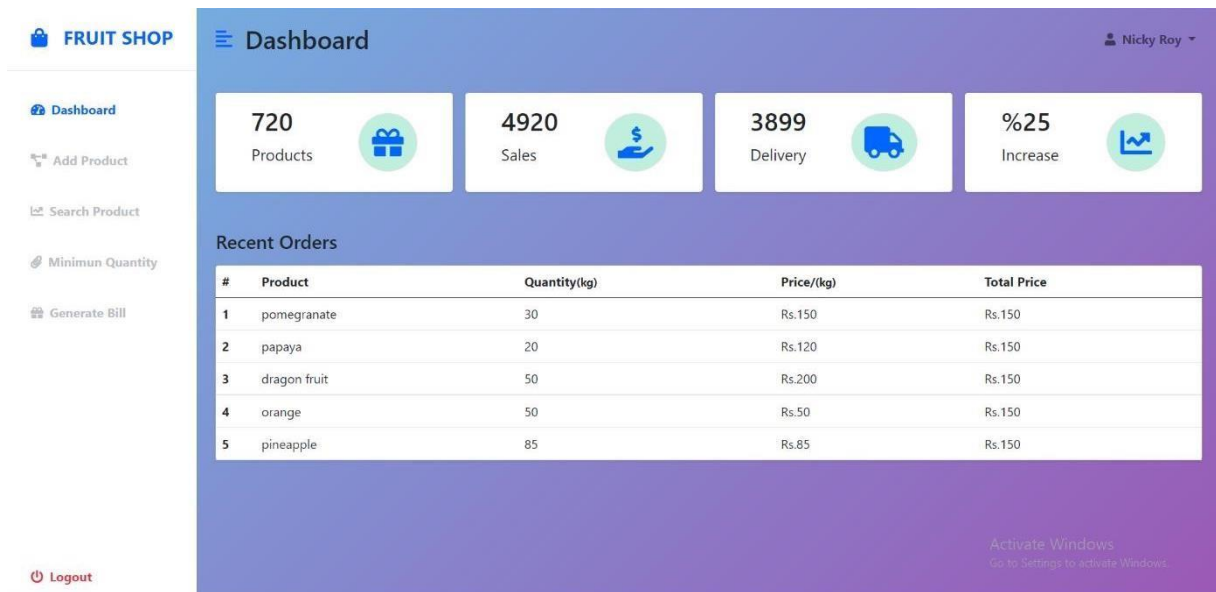 FRUIT SHOP
Dashboard
Nicky Roy
Dashboard
Add Product
Search Product
Minimun Quantity
Generate Bill
Logout
720
Products
4920
Sales
3899
Delivery
%25
Increase
Recent Orders
# Product Quantity(kg) Price/(kg) Total Price
1 pomegranate 30 Rs.150 Rs.150
2 papaya 20 Rs.120 Rs.150
3 dragon fruit 50 Rs.200 Rs.150
4 orange 50 Rs.50 Rs.150
5 pineapple 85 Rs.85 Rs.150
Activate Windows
Go to Settings to activate Windows.